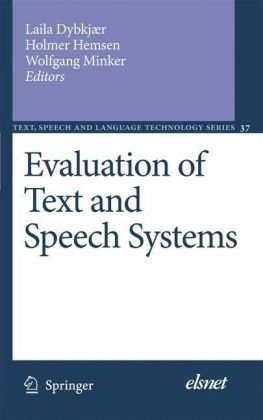 Laila Dybkjær
Holmer Hemsen
Wolfgang Minker
Editors
TEXT, SPEECH AND LANGUAGE TECHNOLOGY SERIES 37
Evaluation of
Text and
Speech Systems
Springer
elsnet